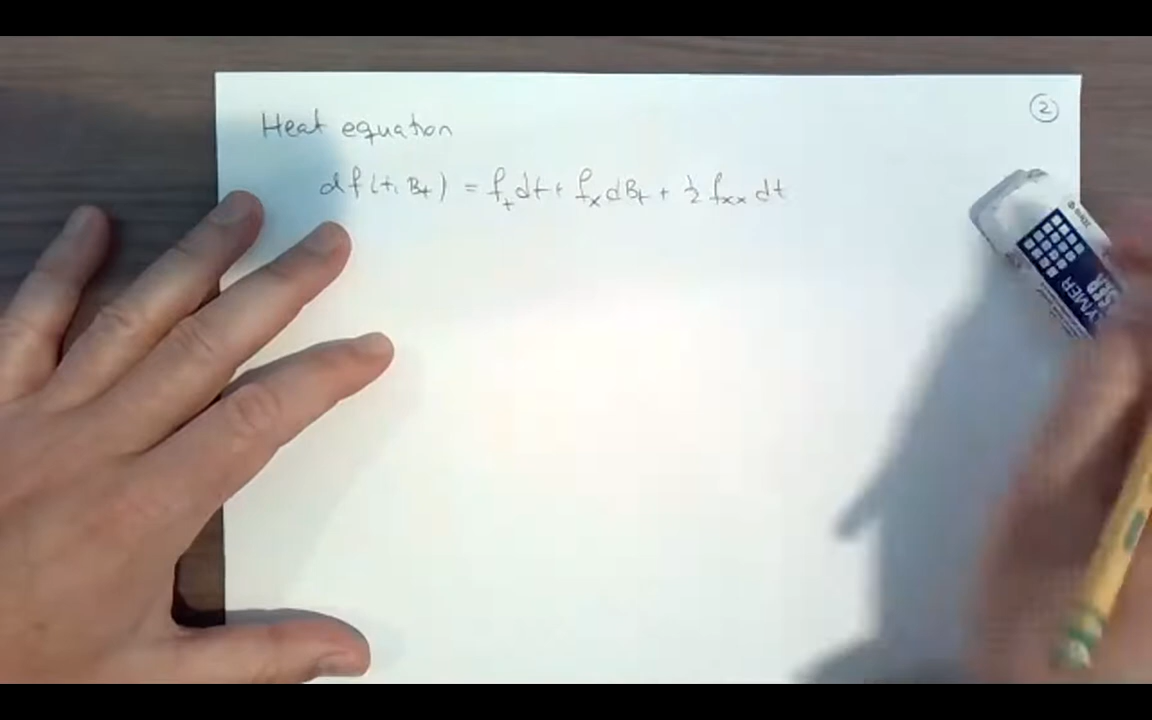 ②
Heat equation
df(t, B_t) = f_t dt + f_x dB_t + ½ f_xx dt